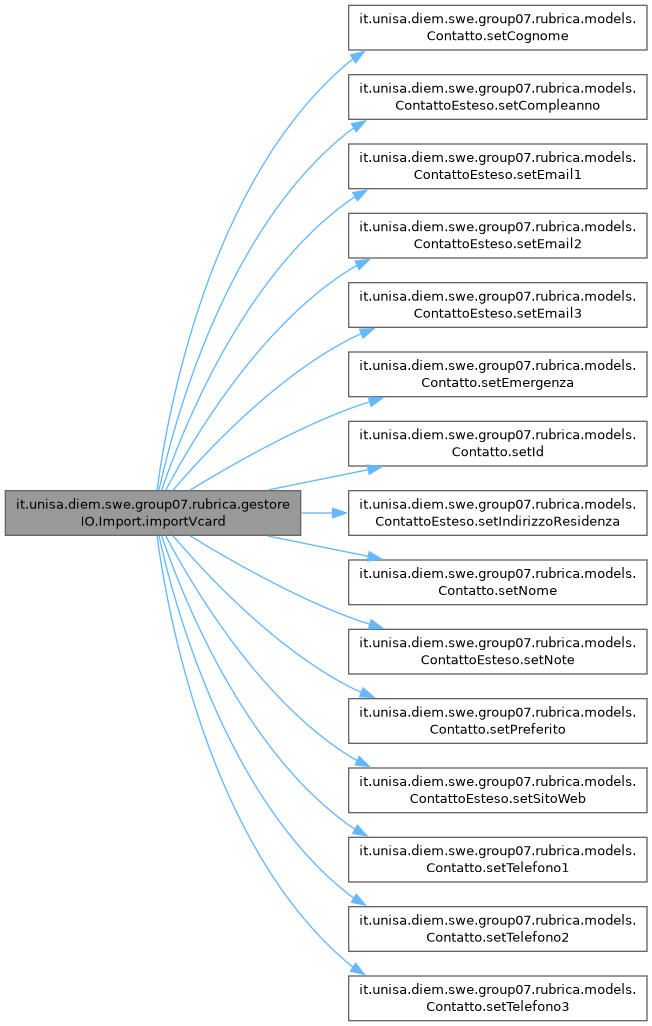 it.unisa.diem.swe.group07.rubrica.gestore
IO.Import.importVcard
it.unisa.diem.swe.group07.rubrica.models.
Contatto.setCognome
it.unisa.diem.swe.group07.rubrica.models.
ContattoEsteso.setCompleanno
it.unisa.diem.swe.group07.rubrica.models.
ContattoEsteso.setEmail1
it.unisa.diem.swe.group07.rubrica.models.
ContattoEsteso.setEmail2
it.unisa.diem.swe.group07.rubrica.models.
ContattoEsteso.setEmail3
it.unisa.diem.swe.group07.rubrica.models.
Contatto.setEmergenza
it.unisa.diem.swe.group07.rubrica.models.
Contatto.setId
it.unisa.diem.swe.group07.rubrica.models.
ContattoEsteso.setIndirizzoResidenza
it.unisa.diem.swe.group07.rubrica.models.
Contatto.setNome
it.unisa.diem.swe.group07.rubrica.models.
ContattoEsteso.setNote
it.unisa.diem.swe.group07.rubrica.models.
Contatto.setPreferito
it.unisa.diem.swe.group07.rubrica.models.
ContattoEsteso.setSitoWeb
it.unisa.diem.swe.group07.rubrica.models.
Contatto.setTelefono1
it.unisa.diem.swe.group07.rubrica.models.
Contatto.setTelefono2
it.unisa.diem.swe.group07.rubrica.models.
Contatto.setTelefono3